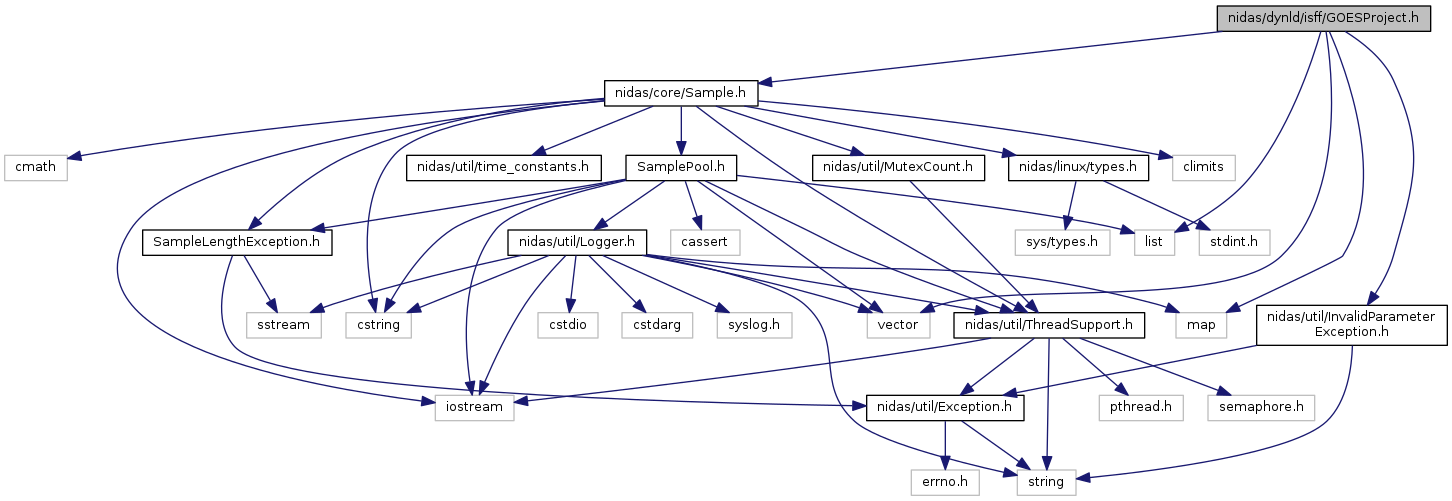 nidas/dynld/isff/GOESProject.h
nidas/core/Sample.h
cmath
nidas/util/time_constants.h
SamplePool.h
nidas/util/MutexCount.h
nidas/linux/types.h
climits
SampleLengthException.h
nidas/util/Logger.h
cassert
sys/types.h
list
stdint.h
sstream
cstring
cstdio
cstdarg
syslog.h
vector
nidas/util/ThreadSupport.h
map
nidas/util/InvalidParameter
Exception.h
iostream
nidas/util/Exception.h
pthread.h
semaphore.h
errno.h
string